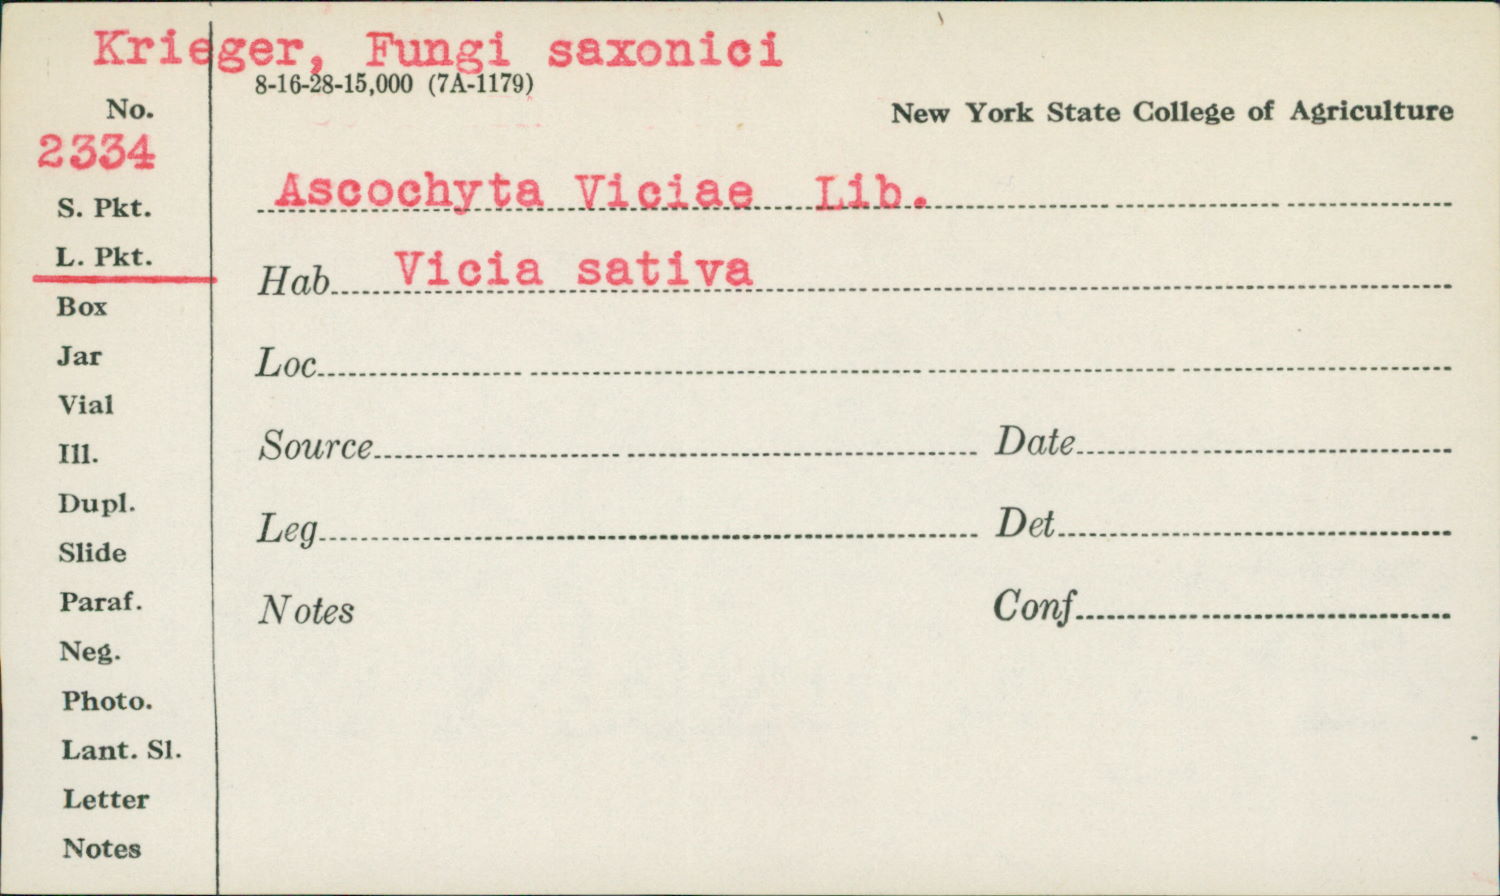 Krieger, Fungi saxonici
8-16-28-15,000 (7A-1179)
No.
New York State College of Agriculture
2334
Ascochyta Viciae Lib.
S. Pkt.
L. Pkt.
Hab Vicia sativa
Box
Jar
Loc
Vial
Ill.
Source Date
Dupl.
Slide
Leg Det
Paraf.
Notes Conf
Neg.
Photo.
Lant. Sl.
Letter
Notes